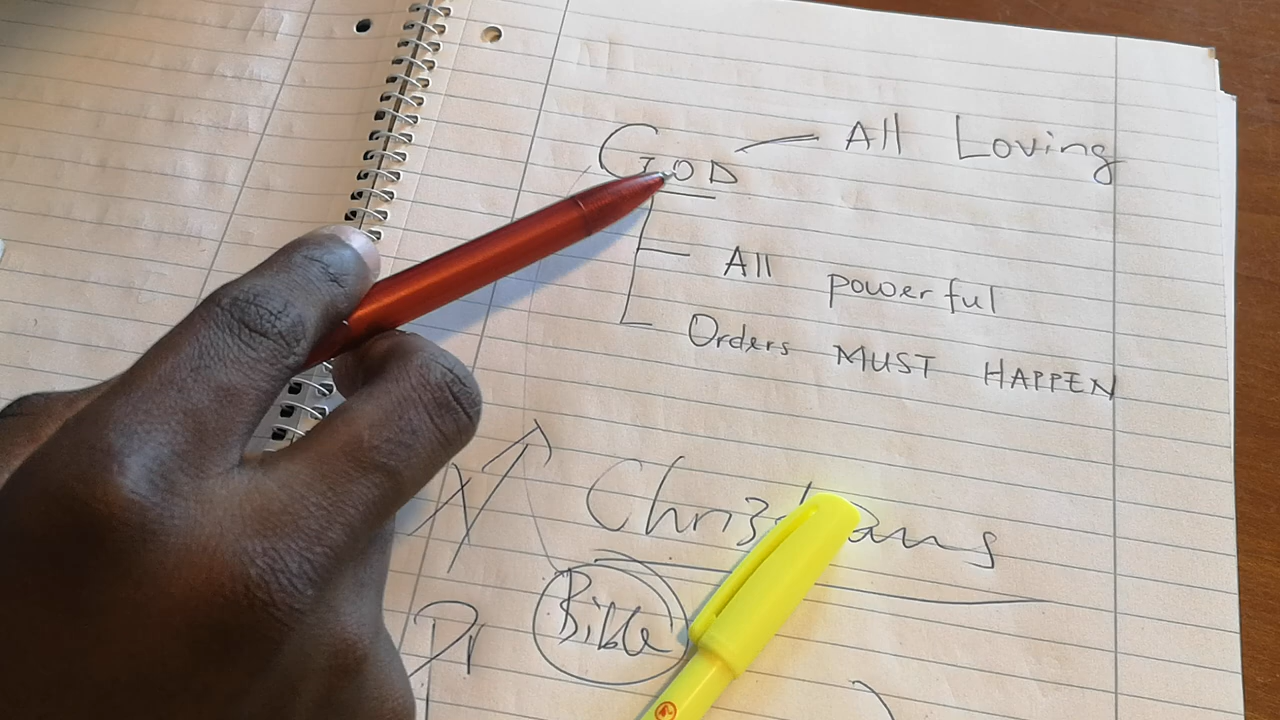 GOD — All Loving
All powerful
Orders MUST HAPPEN
Christians
Bible